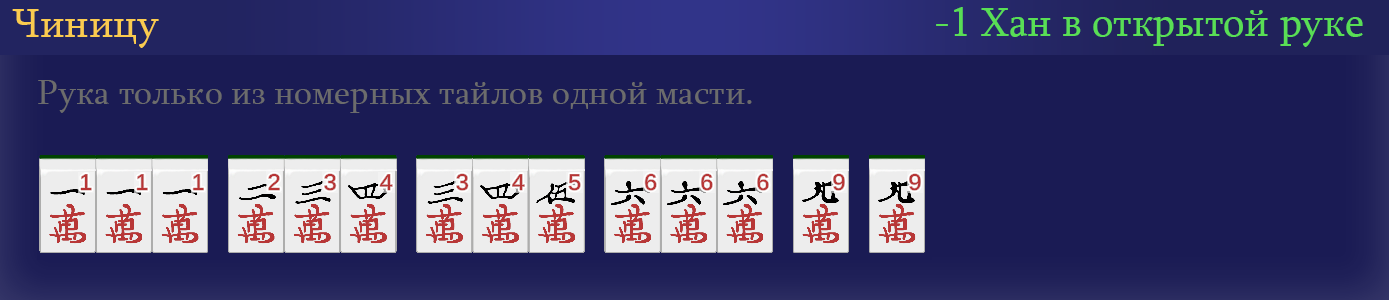 Чиницу -1 Хан в открытой руке
Рука только из номерных тайлов одной масти.
一1 一1 一1 二2 三3 四4 三3 四4 伍5 六6 六6 六6 九9 九9
萬 萬 萬 萬 萬 萬 萬 萬 萬 萬 萬 萬 萬 萬